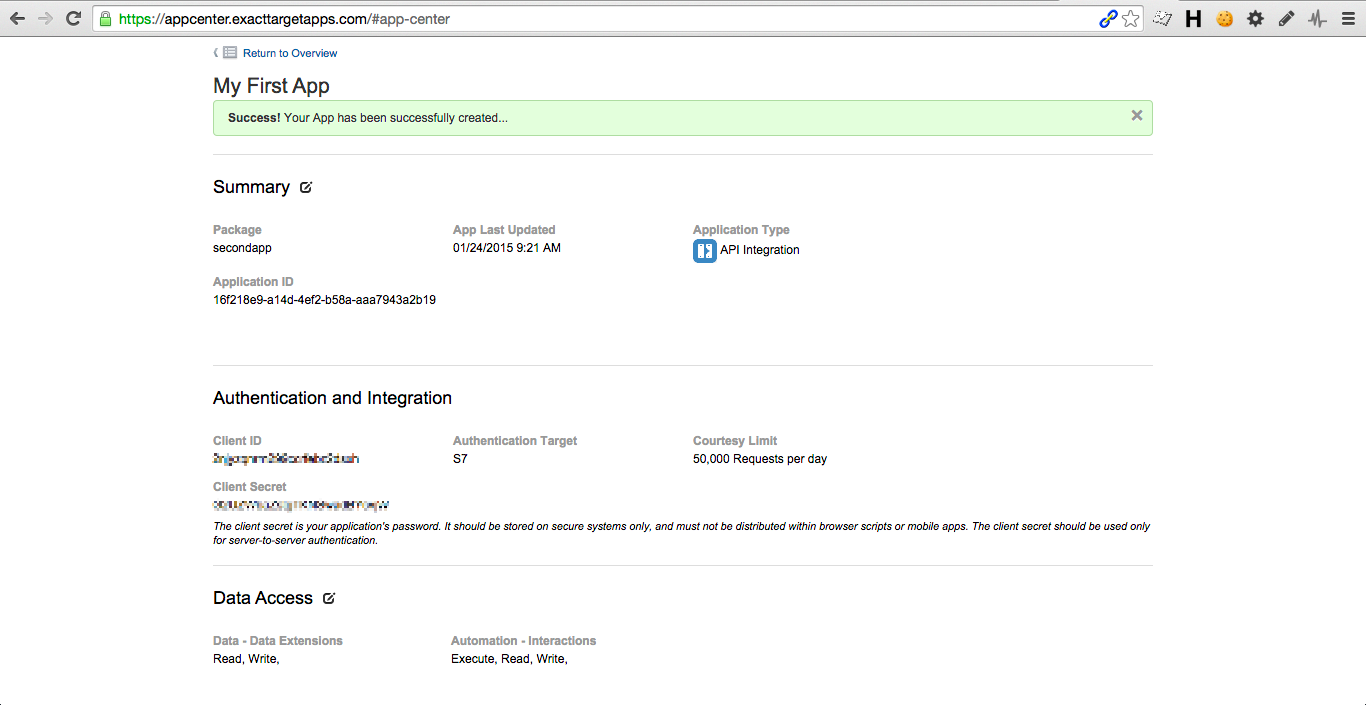 https://appcenter.exacttargetapps.com/#app-center
Return to Overview
My First App
Success! Your App has been successfully created...
Summary
Package
App Last Updated
Application Type
secondapp
01/24/2015 9:21 AM
API Integration
Application ID
16f218e9-a14d-4ef2-b58a-aaa7943a2b19
Authentication and Integration
Client ID
Authentication Target
Courtesy Limit
S7
50,000 Requests per day
Client Secret
The client secret is your application's password. It should be stored on secure systems only, and must not be distributed within browser scripts or mobile apps. The client secret should be used only
for server-to-server authentication.
Data Access
Data - Data Extensions
Automation - Interactions
Read, Write,
Execute, Read, Write,